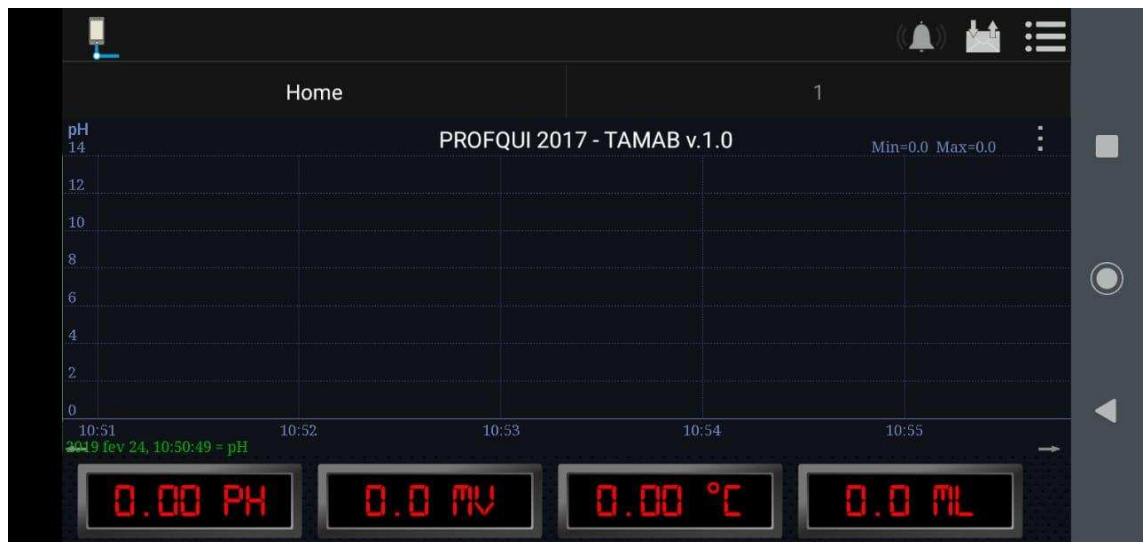 Home 1
pH
PROFQUI 2017 - TAMAB v.1.0
Min=0.0 Max=0.0
14
12
10
8
6
4
2
0
10:51 10:52 10:53 10:54 10:55
2019 fev 24, 10:50:49 = pH
0.00 PH 0.0 MV 0.00 °C 0.0 ML